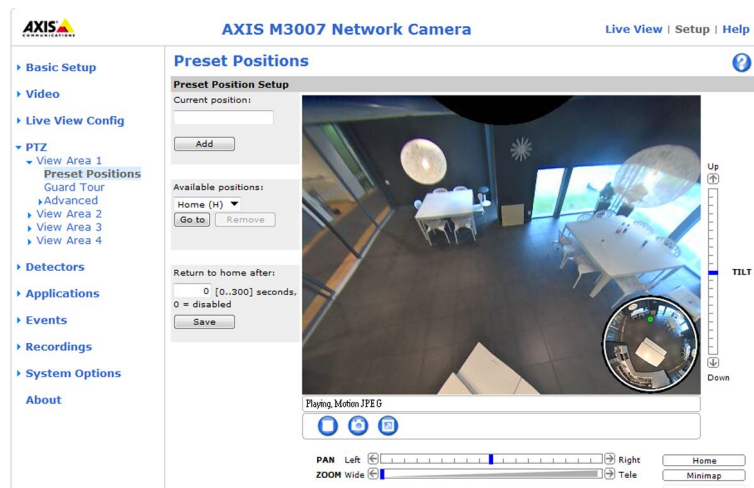 AXIS
COMMUNICATIONS
AXIS M3007 Network Camera
Live View | Setup | Help
Basic Setup
Video
Live View Config
PTZ
View Area 1
Preset Positions
Guard Tour
Advanced
View Area 2
View Area 3
View Area 4
Detectors
Applications
Events
Recordings
System Options
About
Preset Positions
?
Preset Position Setup
Current position:
Add
Available positions:
Home (H)
Go to
Remove
Return to home after:
0 [0..300] seconds,
0 = disabled
Save
Up
TILT
Down
Playing, Motion JPEG
PAN Left Right
Home
ZOOM Wide Tele
Minimap